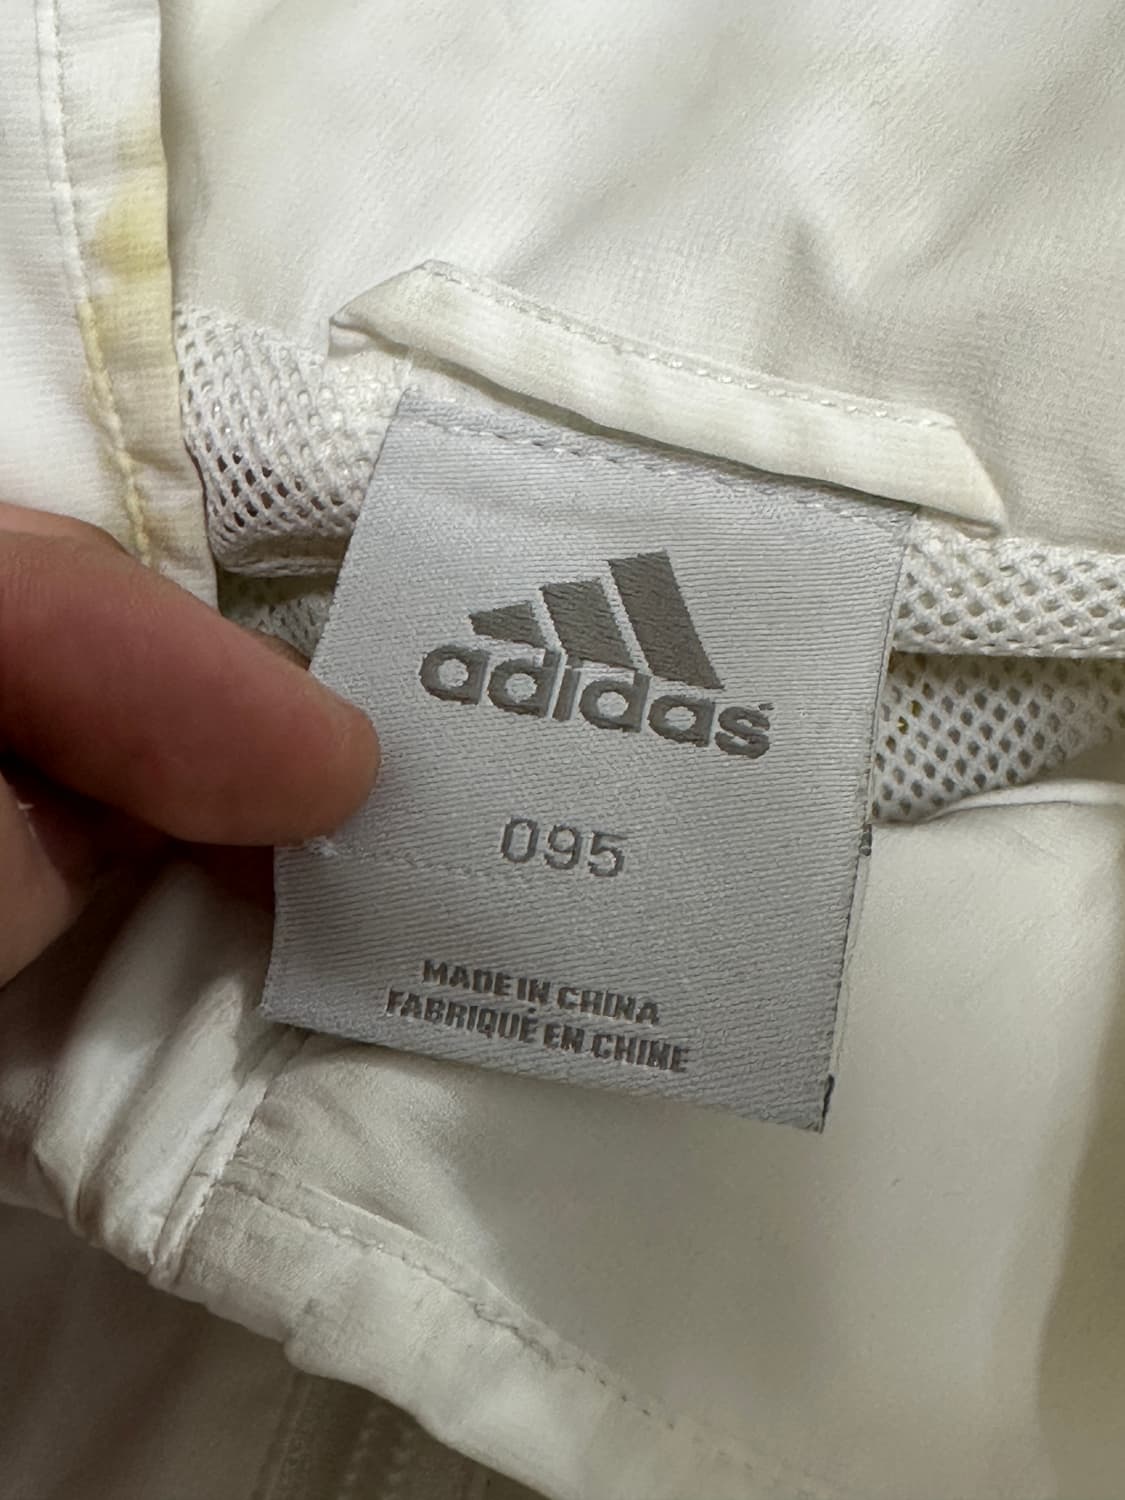 adidas
095
MADE IN CHINA
FABRIQUÉ EN CHINE